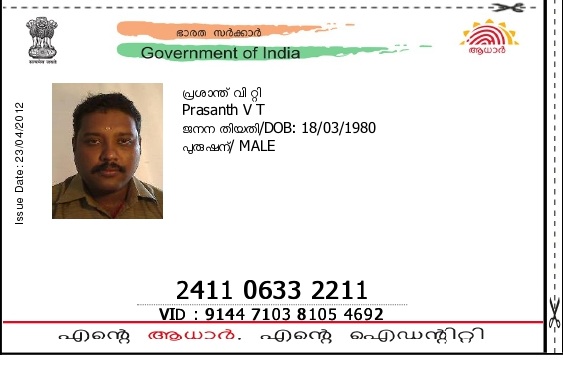 ഭാരത സർക്കാർ
Government of India
ആധാർ
Issue Date: 23/04/2012
പ്രശാന്ത് വി റ്റി
Prasanth V T
ജനന തിയതി/DOB: 18/03/1980
പുരുഷന്/ MALE
2411 0633 2211
VID : 9144 7103 8105 4692
എന്റെ ആധാർ. എന്റെ ഐഡന്റിറ്റി